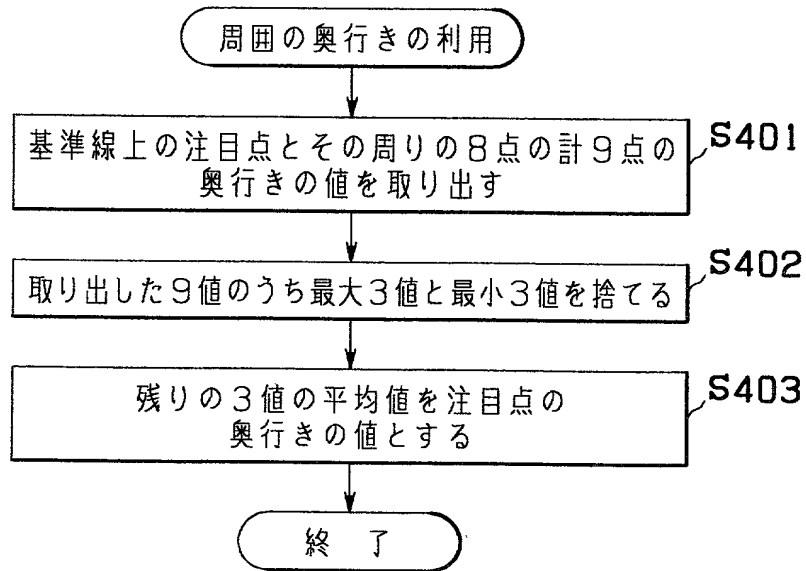 周囲の奥行きの利用
基準線上の注目点とその周りの8点の計9点の
奥行きの値を取り出す
S401
取り出した9値のうち最大3値と最小3値を捨てる
S402
残りの3値の平均値を注目点の
奥行きの値とする
S403
終 了